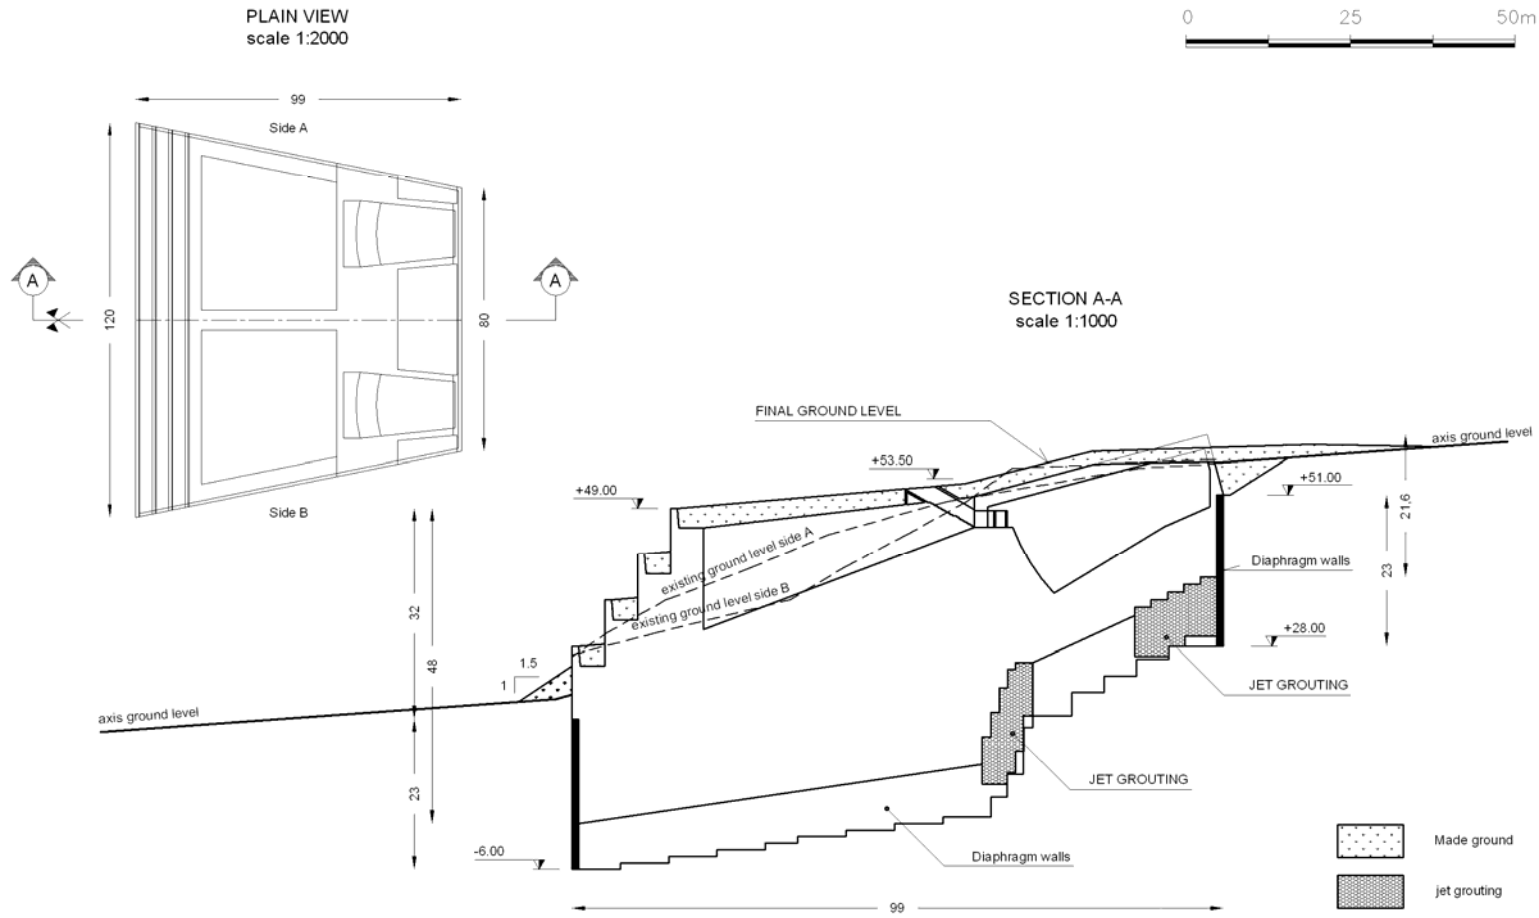 PLAIN VIEW
scale 1:2000
0 25 50m
99
Side A
120
80
A
A
Side B
SECTION A-A
scale 1:1000
FINAL GROUND LEVEL
axis ground level
+53.50
+49.00
+51.00
21,6
existing ground level side A
existing ground level side B
Diaphragm walls
23
32
48
1.5
1
+28.00
JET GROUTING
axis ground level
JET GROUTING
23
-6.00
Diaphragm walls
Made ground
jet grouting
99